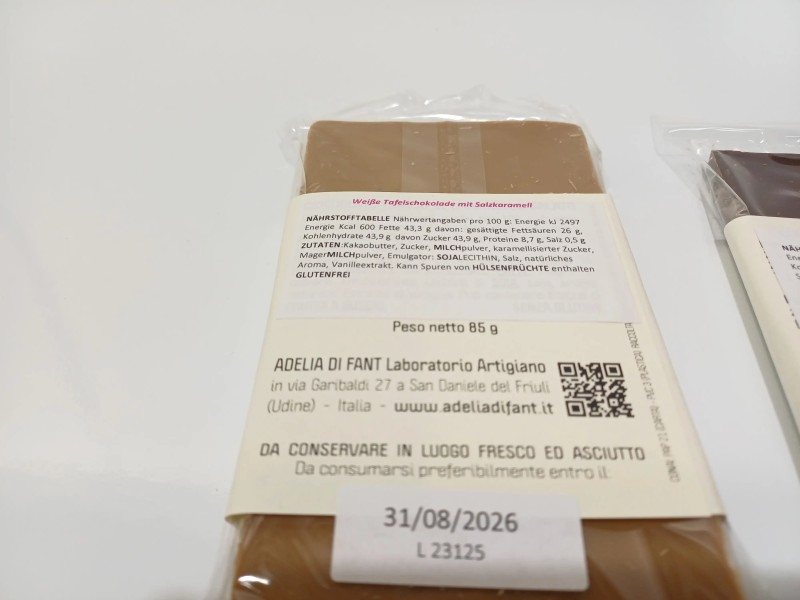 Weiße Tafelschokolade mit Salzkaramell
NÄHRSTOFFTABELLE Nährwertangaben pro 100 g: Energie kJ 2497
Energie Kcal 600 Fette 43,3 g davon: gesättigte Fettsäuren 26 g,
Kohlenhydrate 43,9 g davon Zucker 43,9 g, Proteine 8,7 g, Salz 0,5 g
ZUTATEN:Kakaobutter, Zucker, MILCHpulver, karamellisierter Zucker,
MagerMILCHpulver, Emulgator: SOJALECITHIN, Salz, natürliches
Aroma, Vanilleextrakt. Kann Spuren von HÜLSENFRÜCHTE enthalten
GLUTENFREI
Peso netto 85 g
ADELIA DI FANT Laboratorio Artigiano
in via Garibaldi 27 a San Daniele del Friuli
(Udine) - Italia - www.adeliadifant.it
DA CONSERVARE IN LUOGO FRESCO ED ASCIUTTO
Da consumarsi preferibilmente entro il:
31/08/2026
L 23125